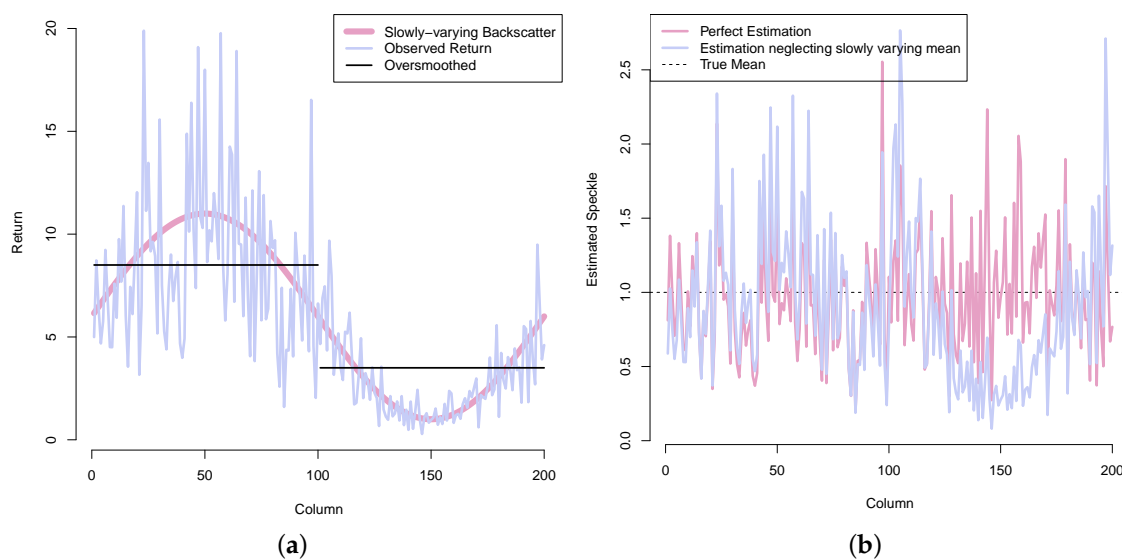 20
15
10
5
0
Return
Slowly−varying Backscatter
Observed Return
Oversmoothed
0 50 100 150 200
Column
(a)
2.5
2.0
1.5
1.0
0.5
0.0
Estimated Speckle
Perfect Estimation
Estimation neglecting slowly varying mean
True Mean
0 50 100 150 200
Column
(b)